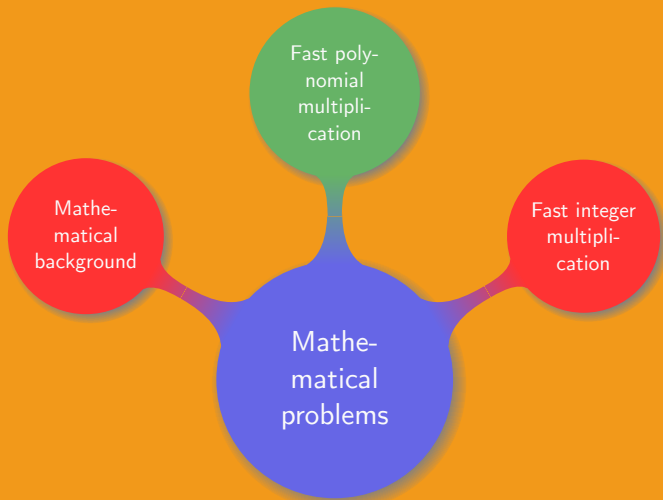 Fast poly-
nomial
multipli-
cation
Mathe-
matical
background
Fast integer
multipli-
cation
Mathe-
matical
problems